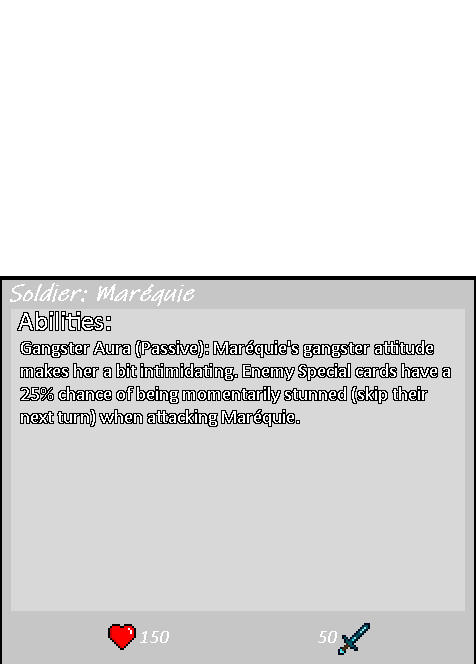 Soldier: Maréquie
Abilities:
Gangster Aura (Passive): Maréquie's gangster attitude
makes her a bit intimidating. Enemy Special cards have a
25% chance of being momentarily stunned (skip their
next turn) when attacking Maréquie.
150 50